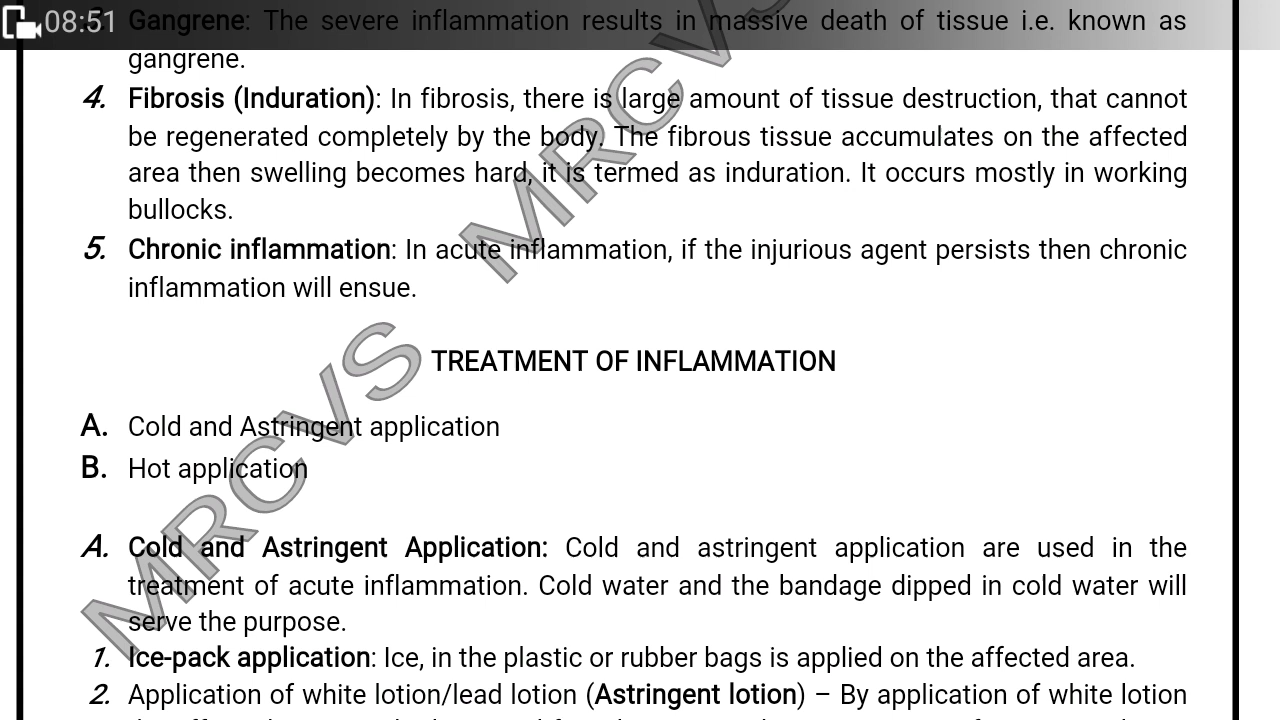 08:51
Gangrene: The severe inflammation results in massive death of tissue i.e. known as
gangrene.
4. Fibrosis (Induration): In fibrosis, there is large amount of tissue destruction, that cannot
be regenerated completely by the body. The fibrous tissue accumulates on the affected
area then swelling becomes hard, it is termed as induration. It occurs mostly in working
bullocks.
5. Chronic inflammation: In acute inflammation, if the injurious agent persists then chronic
inflammation will ensue.
MRCVS
TREATMENT OF INFLAMMATION
A. Cold and Astringent application
B. Hot application
MRCVS
A. Cold and Astringent Application: Cold and astringent application are used in the
treatment of acute inflammation. Cold water and the bandage dipped in cold water will
serve the purpose.
1. Ice-pack application: Ice, in the plastic or rubber bags is applied on the affected area.
2. Application of white lotion/lead lotion (Astringent lotion) – By application of white lotion